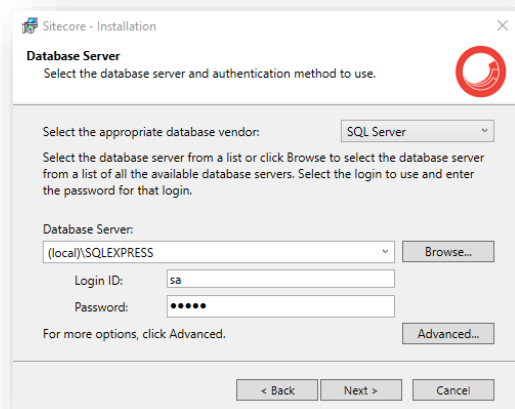 Sitecore - Installation
Database Server
Select the database server and authentication method to use.
Select the appropriate database vendor: SQL Server
Select the database server from a list or click Browse to select the database server
from a list of all the available database servers. Select the login to use and enter
the password for that login.
Database Server:
(local)\SQLEXPRESS Browse...
Login ID: sa
Password: •••••
For more options, click Advanced. Advanced...
< Back Next > Cancel